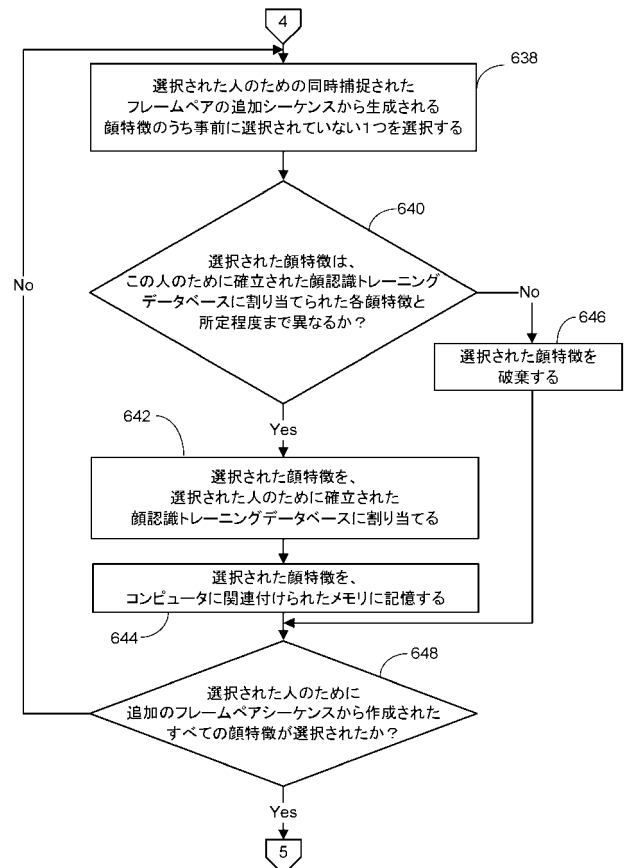 4
638
選択された人のための同時捕捉された
フレームペアの追加シーケンスから生成される
顔特徴のうち事前に選択されていない1つを選択する
640
選択された顔特徴は、
この人のために確立された顔認識トレーニング
データベースに割り当てられた各顔特徴と
所定程度まで異なるか？
No
No
646
選択された顔特徴を
破棄する
642
Yes
選択された顔特徴を、
選択された人のために確立された
顔認識トレーニングデータベースに割り当てる
選択された顔特徴を、
コンピュータに関連付けられたメモリに記憶する
644
648
選択された人のために
追加のフレームペアシーケンスから作成された
すべての顔特徴が選択されたか？
Yes
5